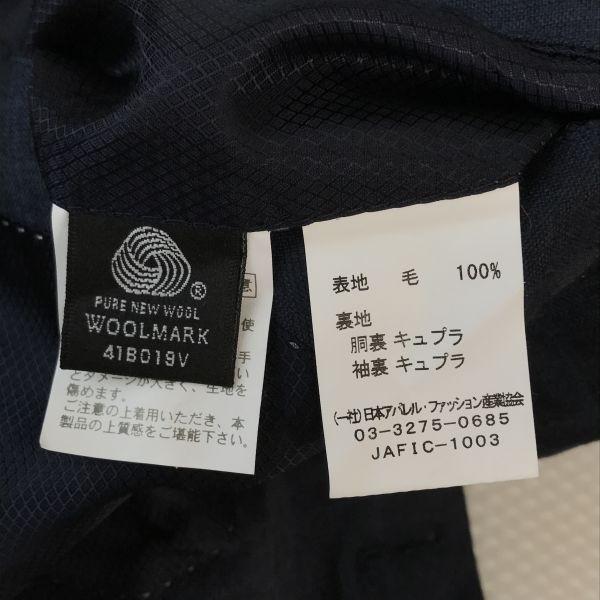 PURE NEW WOOL
®
WOOLMARK
41B019V
意
使
手
とダメージが大きく、生地を
傷めます。
ご注意の上着用いただき、本
製品の上質感をご堪能下さい。
表地 毛 100%
裏地
胴裏 キュプラ
袖裏 キュプラ
(一社)日本アパレル・ファッション産業協会
03-3275-0685
JAFIC-1003